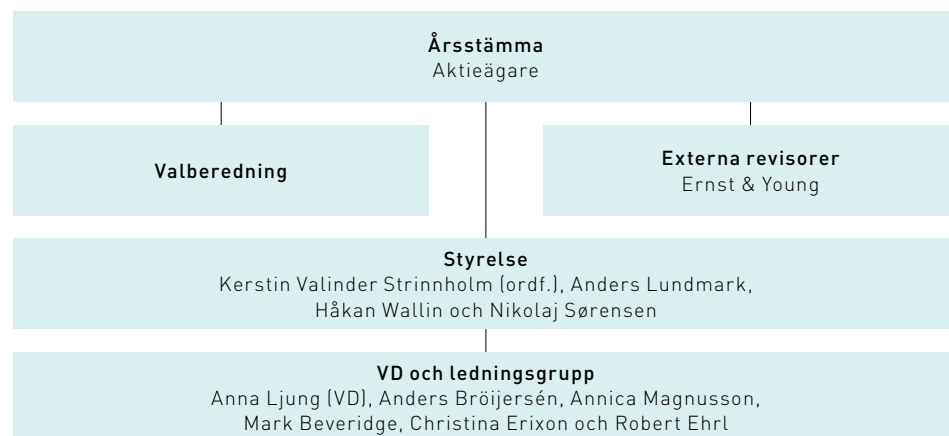 Årsstämma
Aktieägare
Valberedning
Externa revisorer
Ernst & Young
Styrelse
Kerstin Valinder Strinnholm (ordf.), Anders Lundmark,
Håkan Wallin och Nikolaj Sørensen
VD och ledningsgrupp
Anna Ljung (VD), Anders Bröijersén, Annica Magnusson,
Mark Beveridge, Christina Erixon och Robert Ehrl